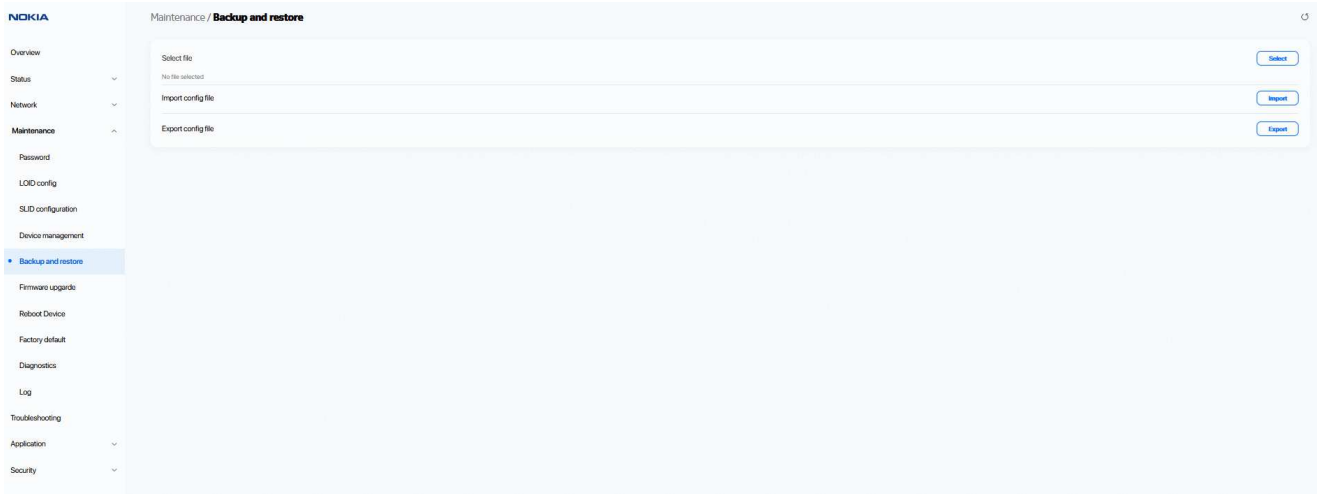 NOKIA
Maintenance / Backup and restore
Overview
Status
Network
Maintenance
Password
LOID config
SLID configuration
Device management
Backup and restore
Firmware upgarde
Reboot Device
Factory default
Diagnostics
Log
Troubleshooting
Application
Security
Select file
Select
No file selected
Import config file
Import
Export config file
Export